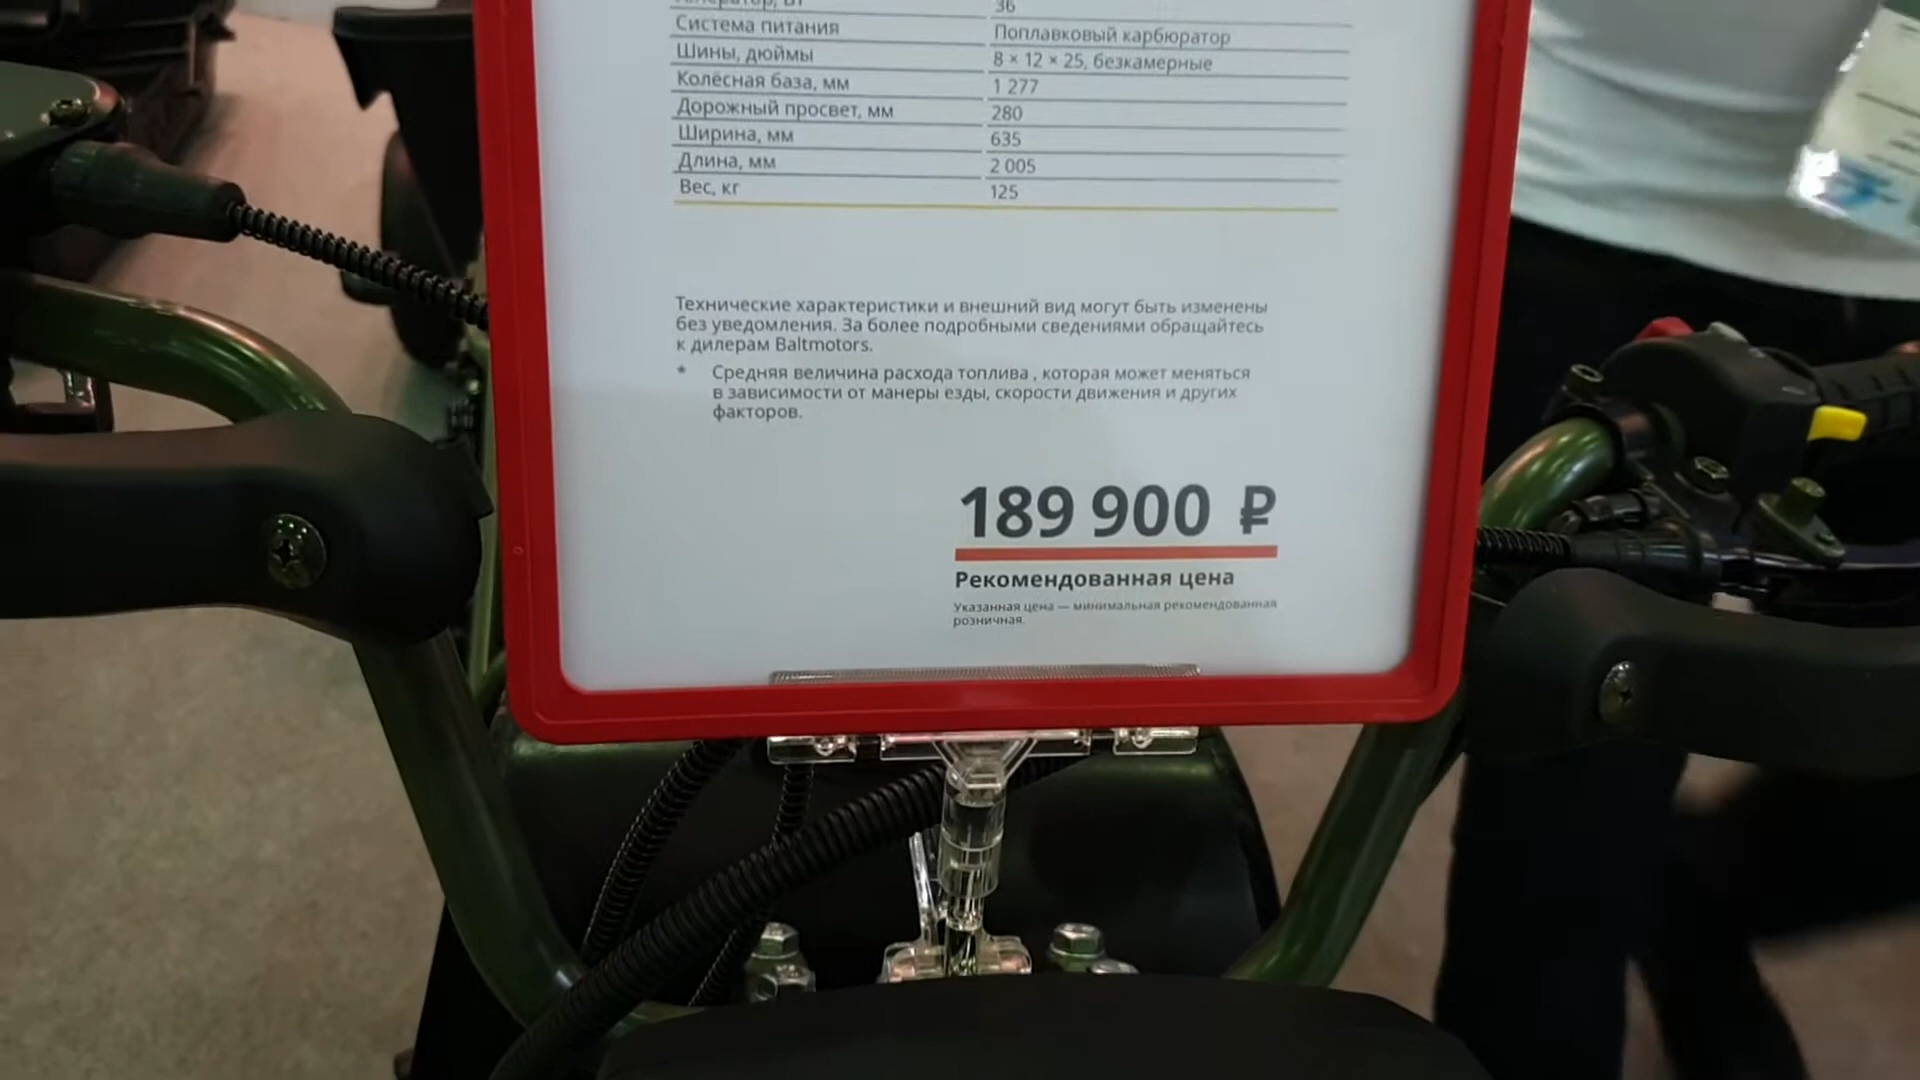 Генератор, Вт 36
Система питания Поплавковый карбюратор
Шины, дюймы 8 × 12 × 25, безкамерные
Колёсная база, мм 1 277
Дорожный просвет, мм 280
Ширина, мм 635
Длина, мм 2 005
Вес, кг 125
Технические характеристики и внешний вид могут быть изменены
без уведомления. За более подробными сведениями обращайтесь
к дилерам Baltmotors.
* Средняя величина расхода топлива , которая может меняться
в зависимости от манеры езды, скорости движения и других
факторов.
189 900 ₽
Рекомендованная цена
Указанная цена — минимальная рекомендованная
розничная.